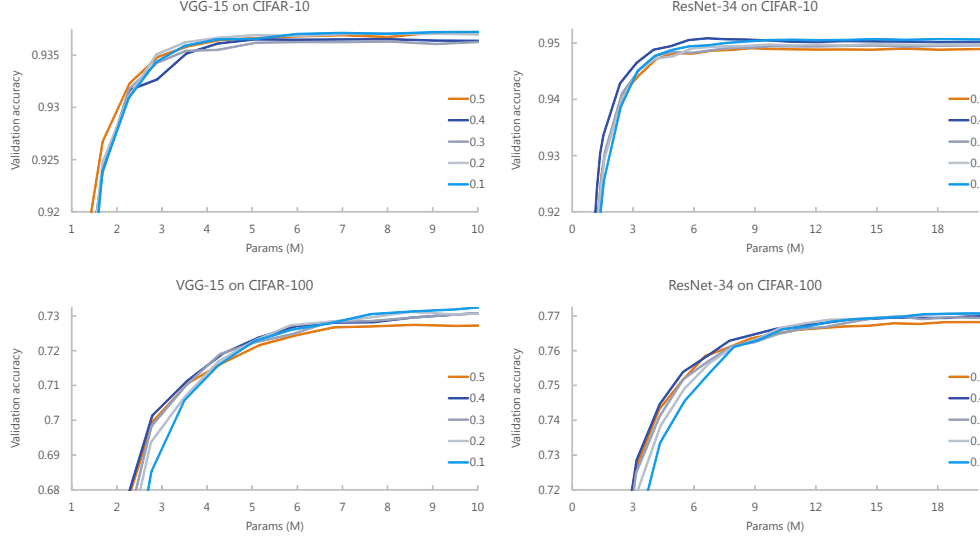 VGG-15 on CIFAR-10
0.935
0.93
0.925
0.92
Validation accuracy
0.5
0.4
0.3
0.2
0.1
1 2 3 4 5 6 7 8 9 10
Params (M)
ResNet-34 on CIFAR-10
0.95
0.94
0.93
0.92
Validation accuracy
0 3 6 9 12 15 18
Params (M)
VGG-15 on CIFAR-100
0.73
0.72
0.71
0.7
0.69
0.68
Validation accuracy
0.5
0.4
0.3
0.2
0.1
1 2 3 4 5 6 7 8 9 10
Params (M)
ResNet-34 on CIFAR-100
0.77
0.76
0.75
0.74
0.73
0.72
Validation accuracy
0 3 6 9 12 15 18
Params (M)